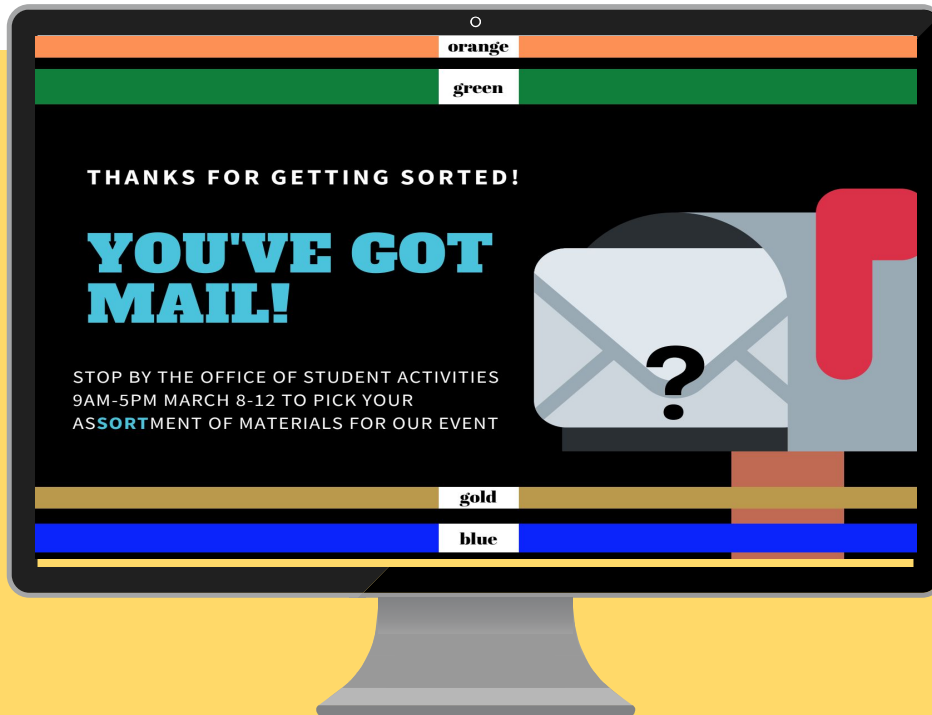 orange
green
THANKS FOR GETTING SORTED!
YOU'VE GOT
MAIL!
STOP BY THE OFFICE OF STUDENT ACTIVITIES
9AM-5PM MARCH 8-12 TO PICK YOUR
ASSORTMENT OF MATERIALS FOR OUR EVENT
?
gold
blue